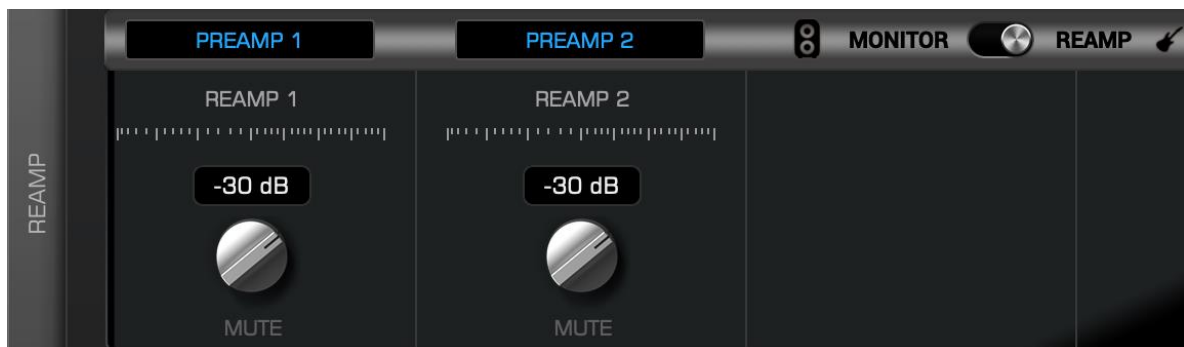 PREAMP 1
PREAMP 2
MONITOR
REAMP
REAMP
REAMP 1
REAMP 2
-30 dB
-30 dB
MUTE
MUTE